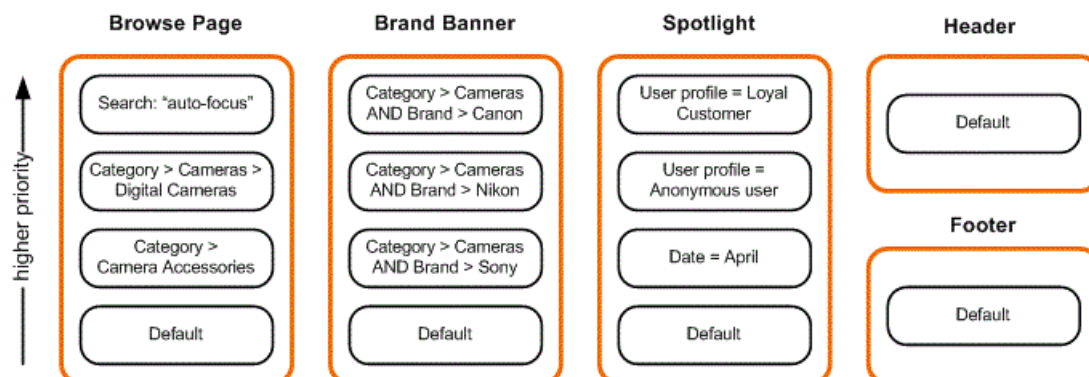 Browse Page
Brand Banner
Spotlight
Header
higher priority
Search: "auto-focus"
Category > Cameras >
Digital Cameras
Category >
Camera Accessories
Default
Category > Cameras
AND Brand > Canon
Category > Cameras
AND Brand > Nikon
Category > Cameras
AND Brand > Sony
Default
User profile = Loyal
Customer
User profile =
Anonymous user
Date = April
Default
Default
Footer
Default